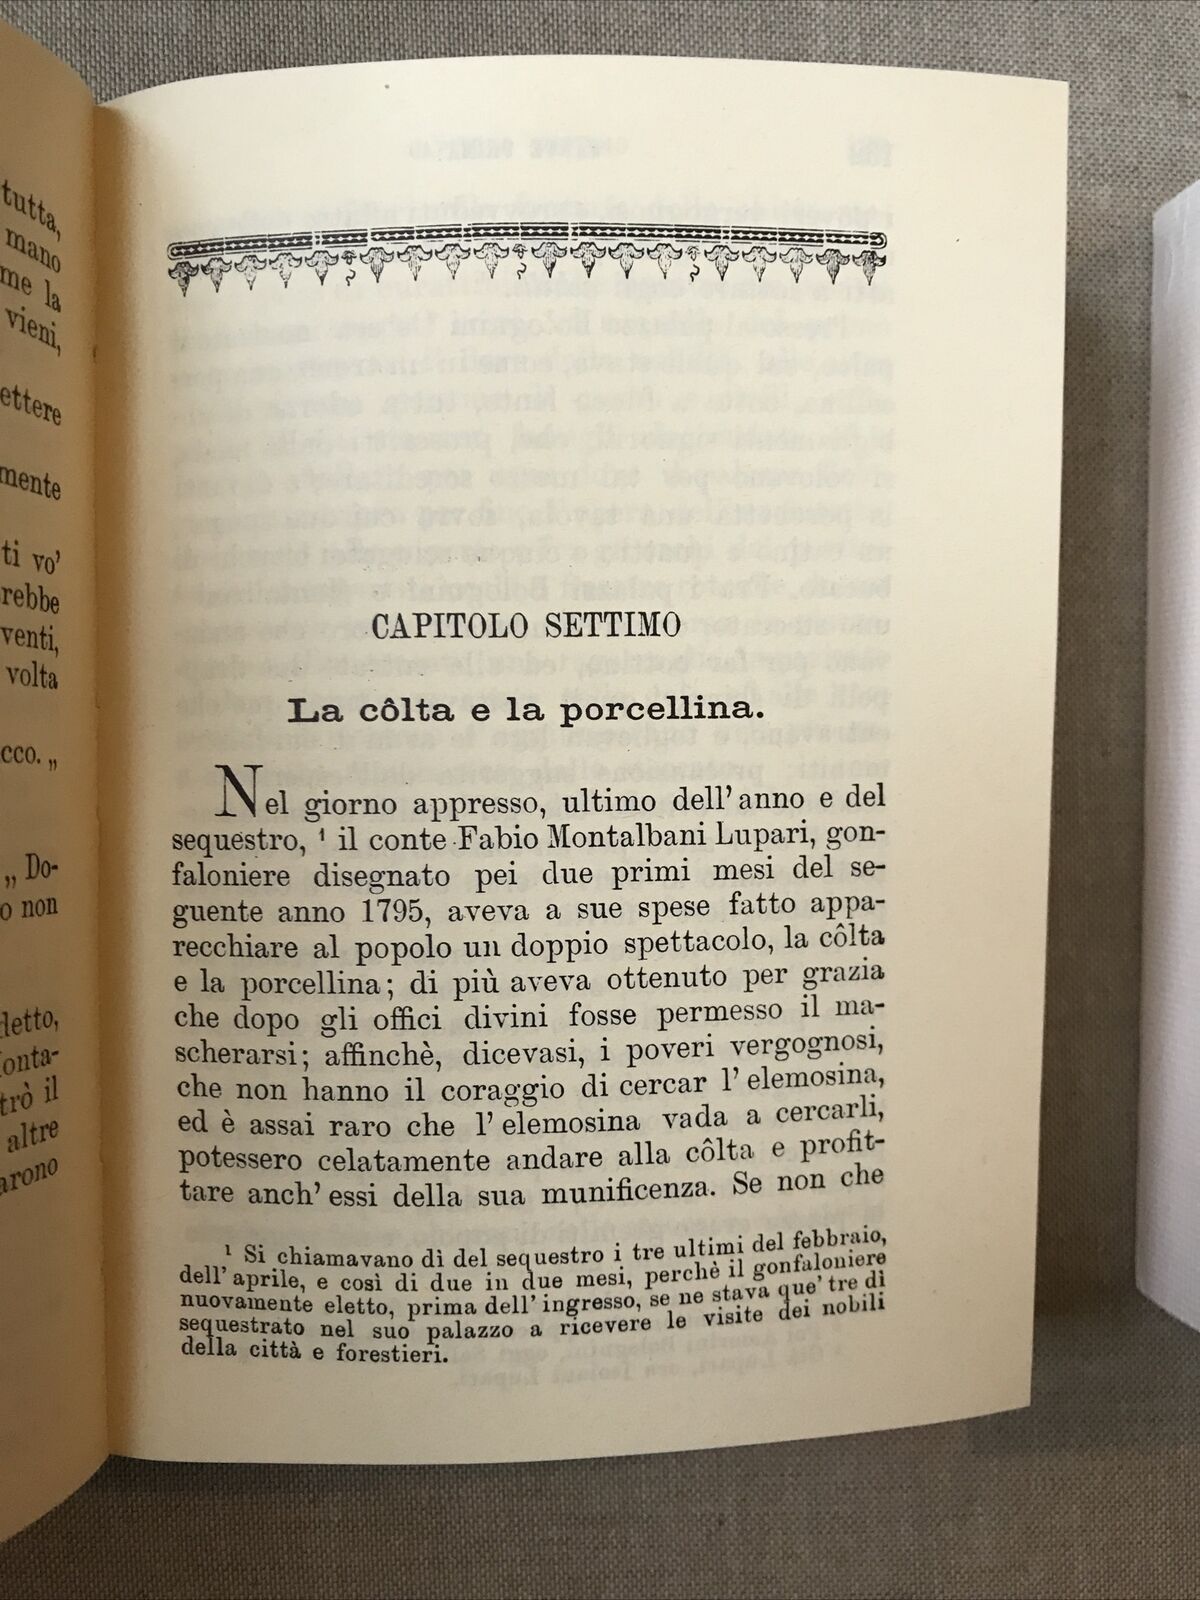 tutta,
mano
me la
vieni,
ettere
mente
ti vo'
rebbe
venti,
volta
cco. „
„ Do-
o non
letto,
onta-
trò il
altre
arono
CAPITOLO SETTIMO
La côlta e la porcellina.
Nel giorno appresso, ultimo dell'anno e del
sequestro, ¹ il conte Fabio Montalbani Lupari, gon-
faloniere disegnato pei due primi mesi del se-
guente anno 1795, aveva a sue spese fatto appa-
recchiare al popolo un doppio spettacolo, la côlta
e la porcellina; di più aveva ottenuto per grazia
che dopo gli offici divini fosse permesso il ma-
scherarsi; affinchè, dicevasi, i poveri vergognosi,
che non hanno il coraggio di cercar l'elemosina,
ed è assai raro che l'elemosina vada a cercarli,
potessero celatamente andare alla côlta e profit-
tare anch'essi della sua munificenza. Se non che
¹ Si chiamavano dì del sequestro i tre ultimi del febbraio,
dell'aprile, e così di due in due mesi, perchè il gonfaloniere
nuovamente eletto, prima dell'ingresso, se ne stava que' tre dì
sequestrato nel suo palazzo a ricevere le visite dei nobili
della città e forestieri.